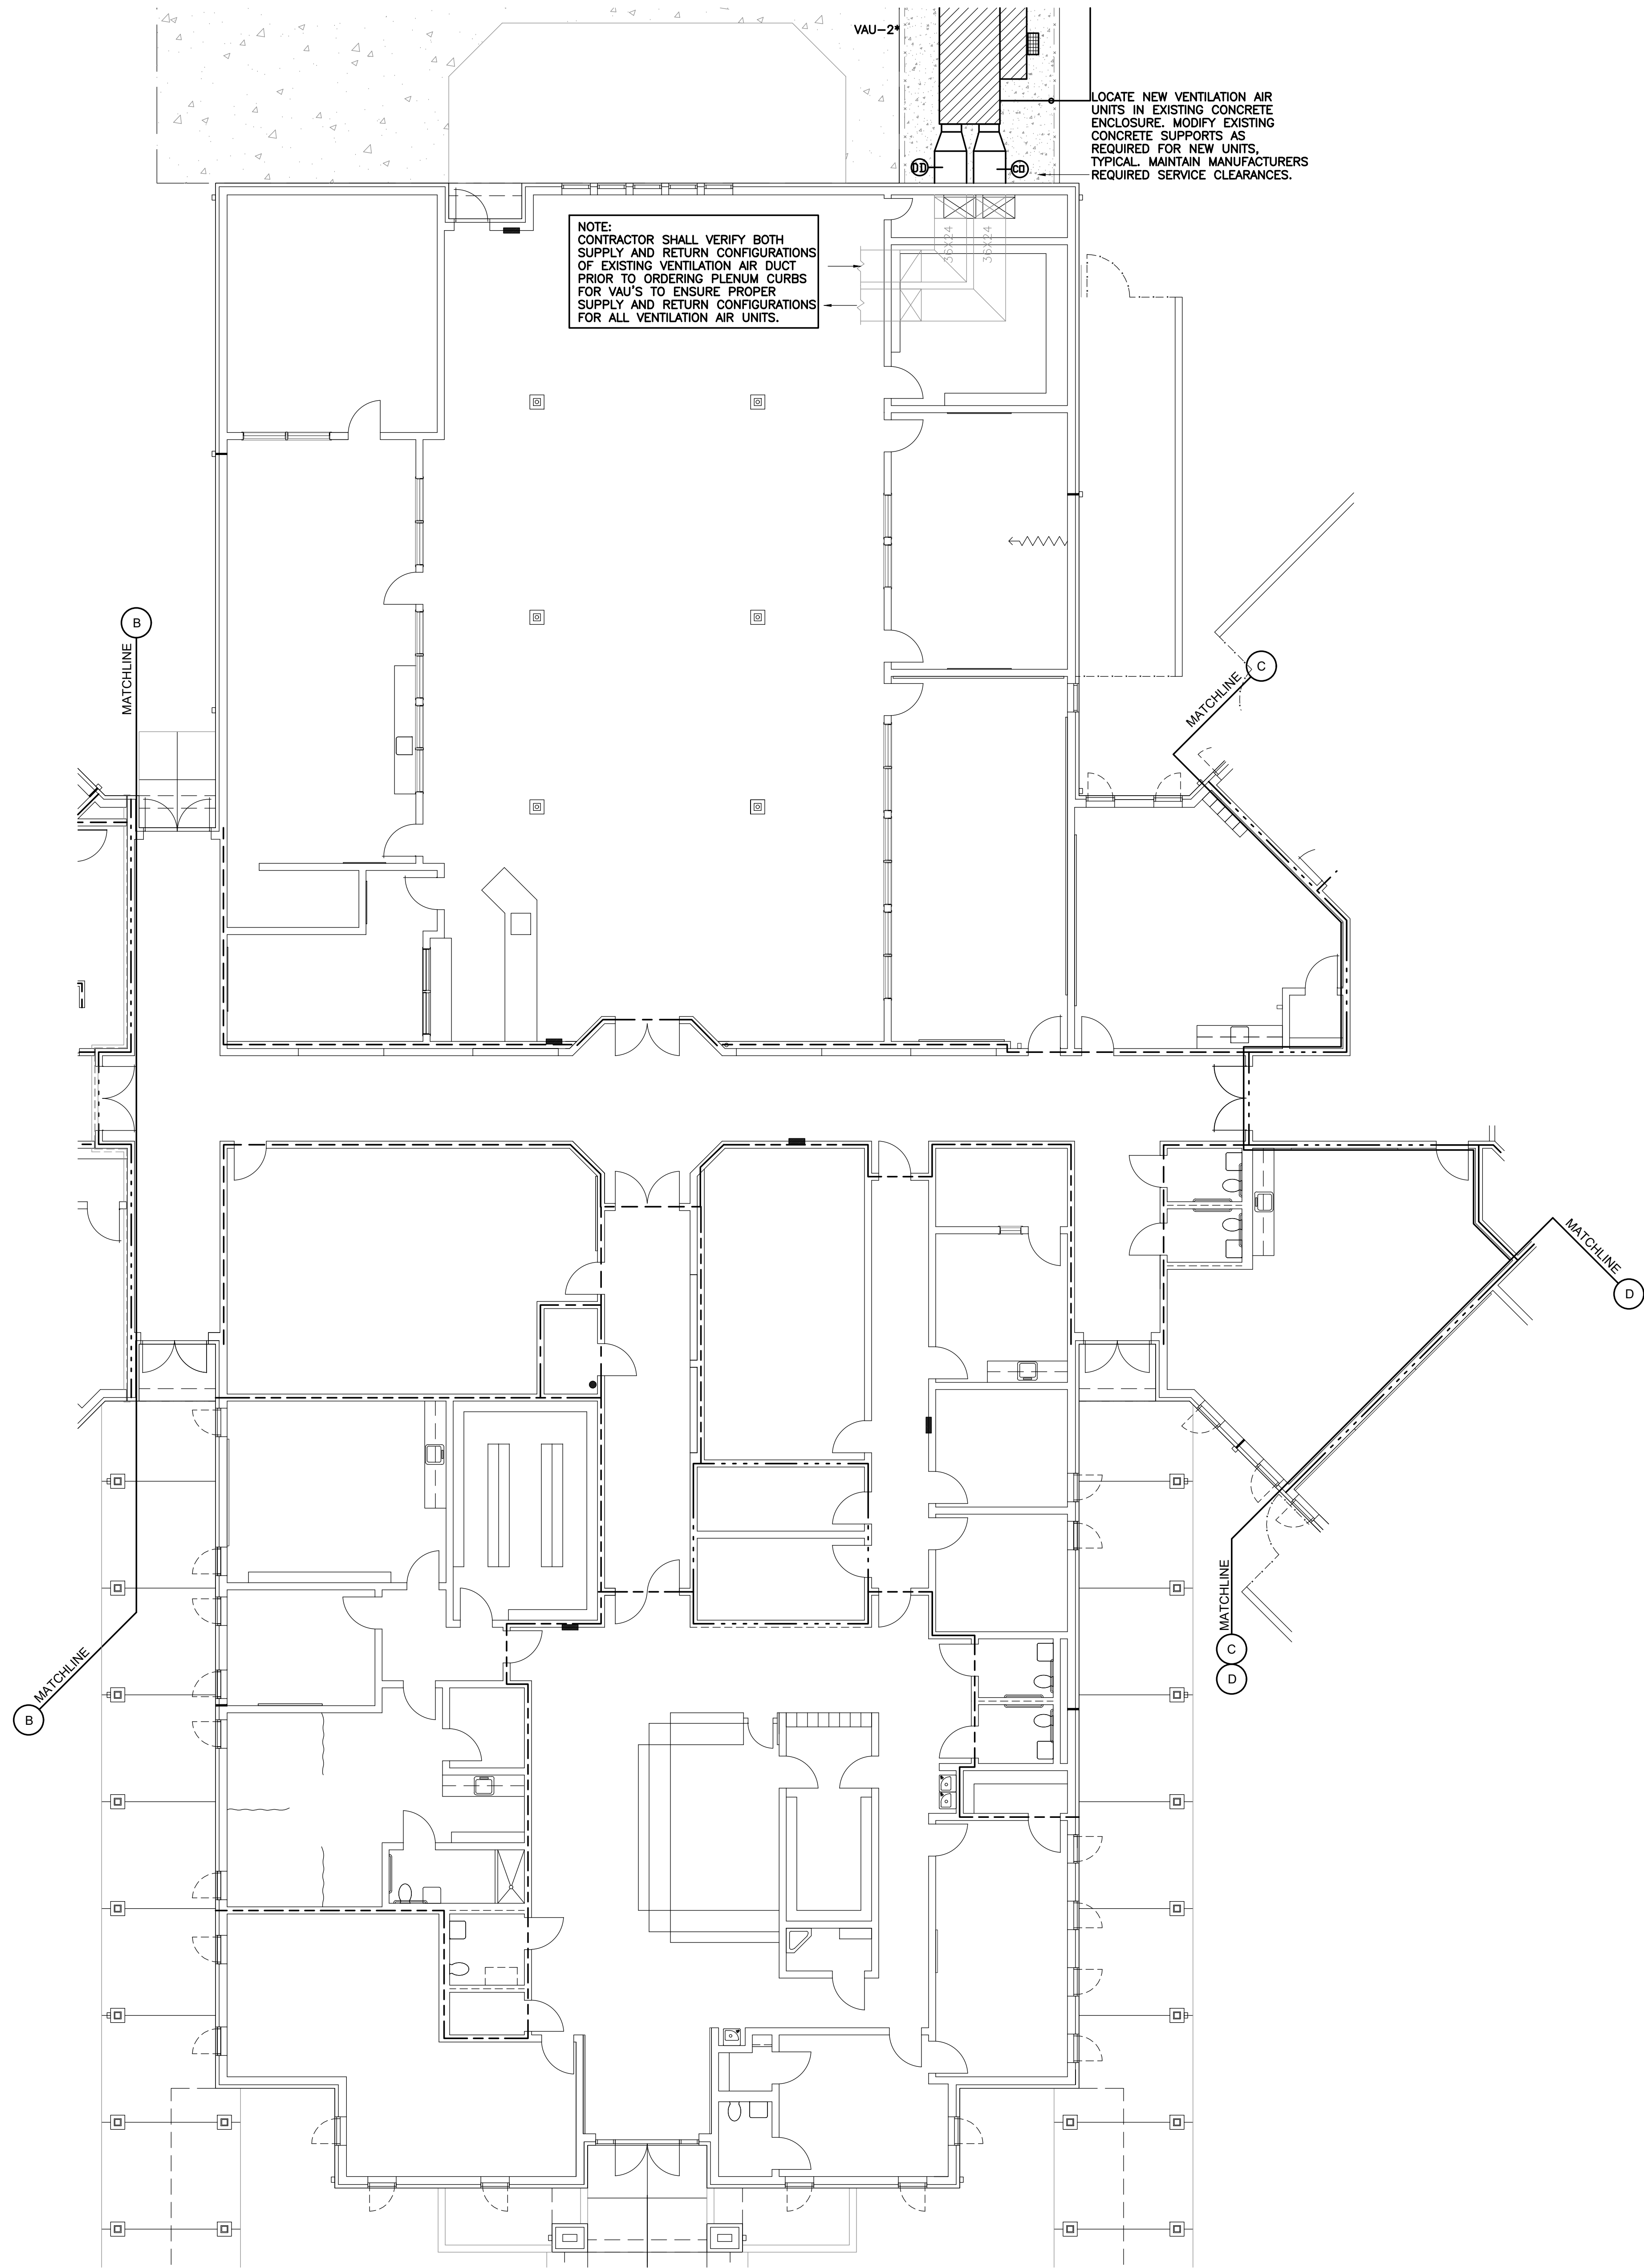 VAU-2*
LOCATE NEW VENTILATION AIR
UNITS IN EXISTING CONCRETE
ENCLOSURE. MODIFY EXISTING
CONCRETE SUPPORTS AS
REQUIRED FOR NEW UNITS,
TYPICAL. MAINTAIN MANUFACTURERS
REQUIRED SERVICE CLEARANCES.
DD
CD
NOTE:
CONTRACTOR SHALL VERIFY BOTH
SUPPLY AND RETURN CONFIGURATIONS
OF EXISTING VENTILATION AIR DUCT
PRIOR TO ORDERING PLENUM CURBS
FOR VAU'S TO ENSURE PROPER
SUPPLY AND RETURN CONFIGURATIONS
FOR ALL VENTILATION AIR UNITS.
36X24
36X24
B
MATCHLINE
C
MATCHLINE
MATCHLINE
D
MATCHLINE
C
D
MATCHLINE
B